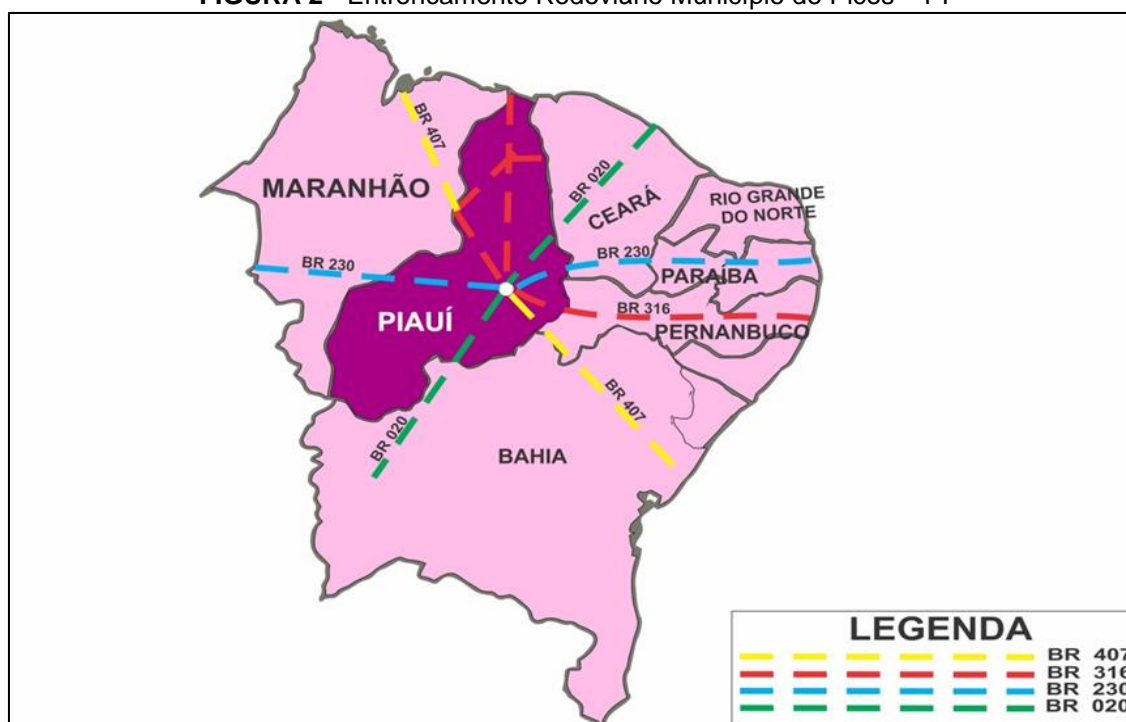 FIGURA 2 - Entroncamento Rodoviário Município de Picos – PI
BR 407
MARANHÃO
BR 020
CEARÁ
RIO GRANDE
DO NORTE
BR 230
BR 230
PARAÍBA
PIAUÍ
BR 316
PERNANBUCO
BR 407
BR 020
BAHIA
LEGENDA
BR 407
BR 316
BR 230
BR 020